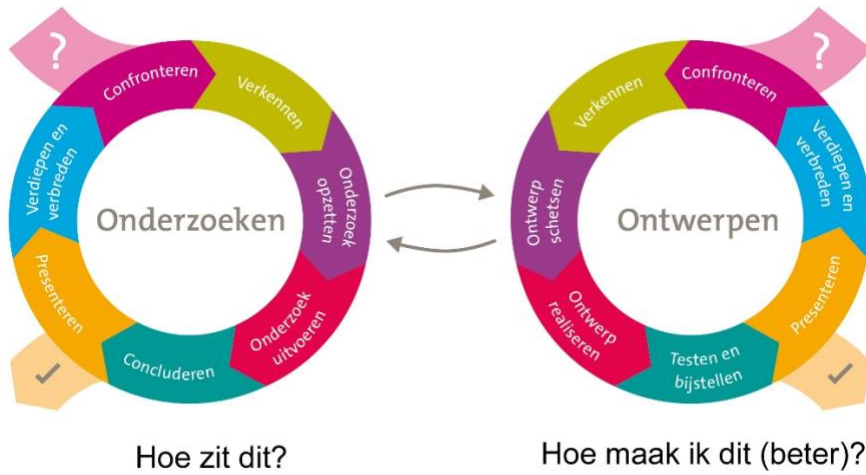 ?
Confronteren
Verkennen
Onderzoek
opzetten
Onderzoek
uitvoeren
Concluderen
Presenteren
Verdiepen en
verbreden
Onderzoeken
Hoe zit dit?
?
Confronteren
Verkennen
Ontwerp
schetsen
Ontwerp
realiseren
Testen en
bijstellen
Presenteren
Verdiepen en
verbreden
Ontwerpen
Hoe maak ik dit (beter)?